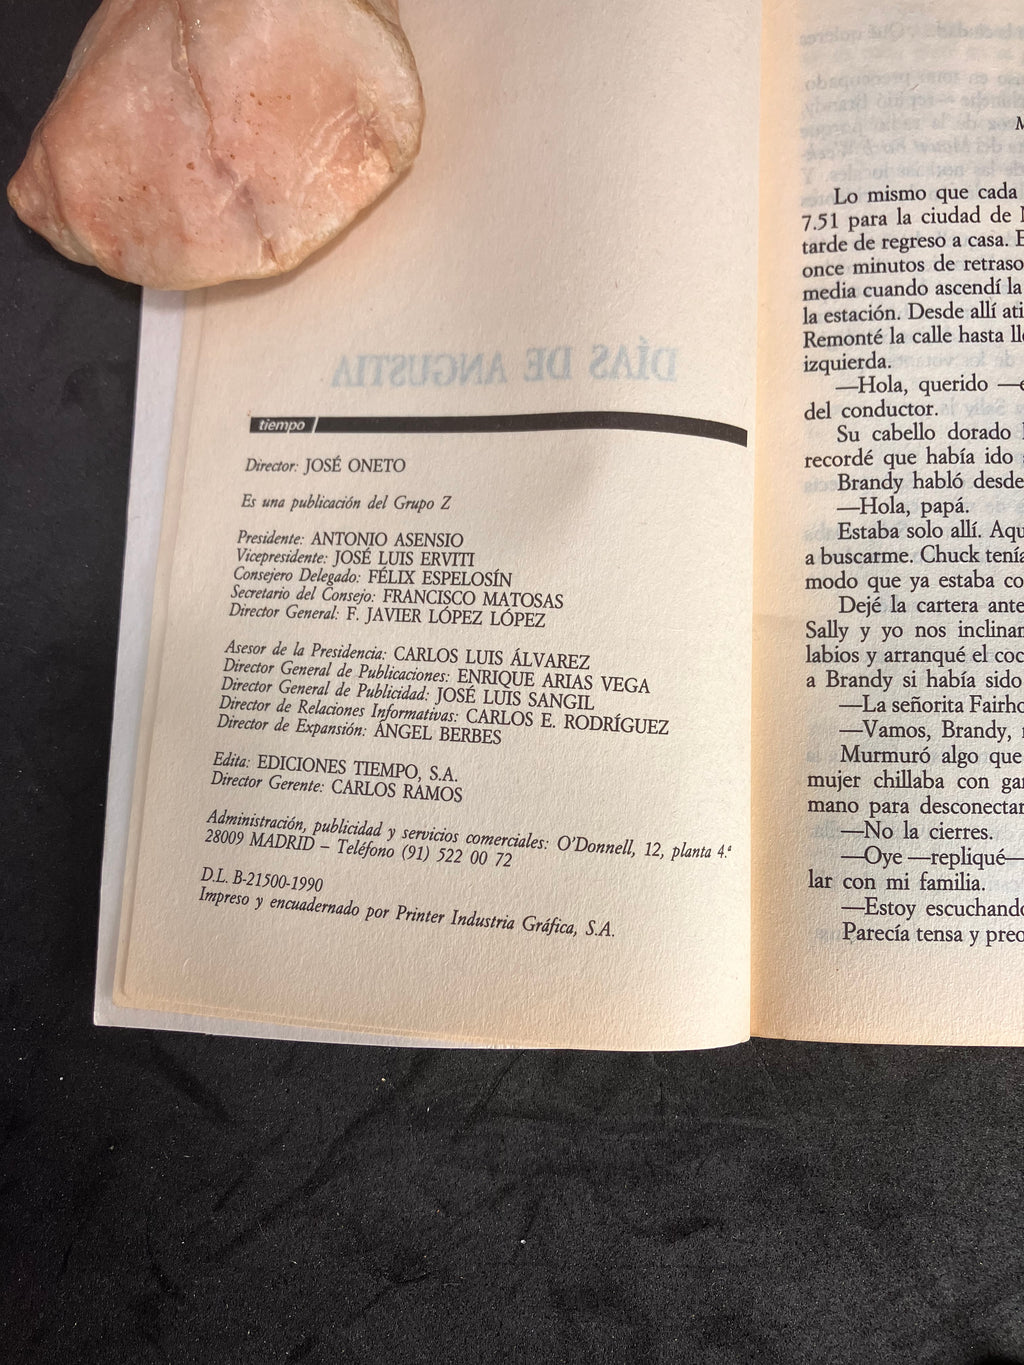 DÍAS DE ANGUSTIA
tiempo
Director: JOSÉ ONETO
Es una publicación del Grupo Z
Presidente: ANTONIO ASENSIO
Vicepresidente: JOSÉ LUIS ERVITI
Consejero Delegado: FÉLIX ESPELOSÍN
Secretario del Consejo: FRANCISCO MATOSAS
Director General: F. JAVIER LÓPEZ LÓPEZ
Asesor de la Presidencia: CARLOS LUIS ÁLVAREZ
Director General de Publicaciones: ENRIQUE ARIAS VEGA
Director General de Publicidad: JOSÉ LUIS SANGIL
Director de Relaciones Informativas: CARLOS E. RODRÍGUEZ
Director de Expansión: ÁNGEL BERBES
Edita: EDICIONES TIEMPO, S.A.
Director Gerente: CARLOS RAMOS
Administración, publicidad y servicios comerciales: O'Donnell, 12, planta 4.ª
28009 MADRID – Teléfono (91) 522 00 72
D.L. B-21500-1990
Impreso y encuadernado por Printer Industria Gráfica, S.A.
Lo mismo que cada
7.51 para la ciudad de
tarde de regreso a casa.
once minutos de retraso
media cuando ascendí la
la estación. Desde allí
Remonté la calle hasta
izquierda.
—Hola, querido —
del conductor.
Su cabello dorado
recordé que había ido
Brandy habló desde
—Hola, papá.
Estaba solo allí.
a buscarme. Chuck tenía
modo que ya estaba
Dejé la cartera
Sally y yo nos
labios y arranqué el
a Brandy si había sido
—La señorita
—Vamos, Brandy,
Murmuró algo que
mujer chillaba con
mano para
—No la cierres.
—Oye —repliqué—
lar con mi familia.
—Estoy
Parecía tensa y